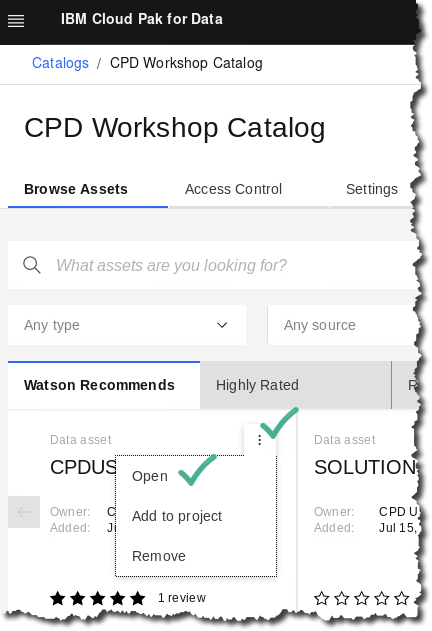 IBM Cloud Pak for Data
Catalogs / CPD Workshop Catalog
CPD Workshop Catalog
Browse Assets Access Control Settings
What assets are you looking for?
Any type Any source
Watson Recommends Highly Rated
Data asset Data asset
CPDUS SOLUTION
Open
Owner: CPD U
Added: Jul 15,
Owner:
Added:
Add to project
Remove
1 review